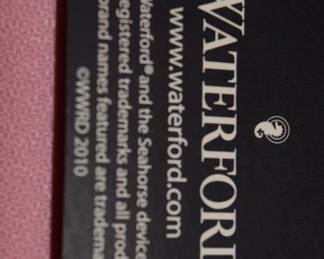 WATERFORD
www.waterford.com
Waterford® and the Seahorse device
registered trademarks and all prod
brand names featured are tradema
©WWRD 2010